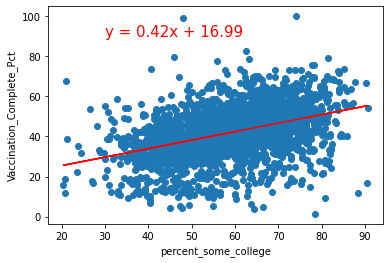 y = 0.42x + 16.99
Vaccination_Complete_Pct
100
80
60
40
20
0
20 30 40 50 60 70 80 90
percent_some_college